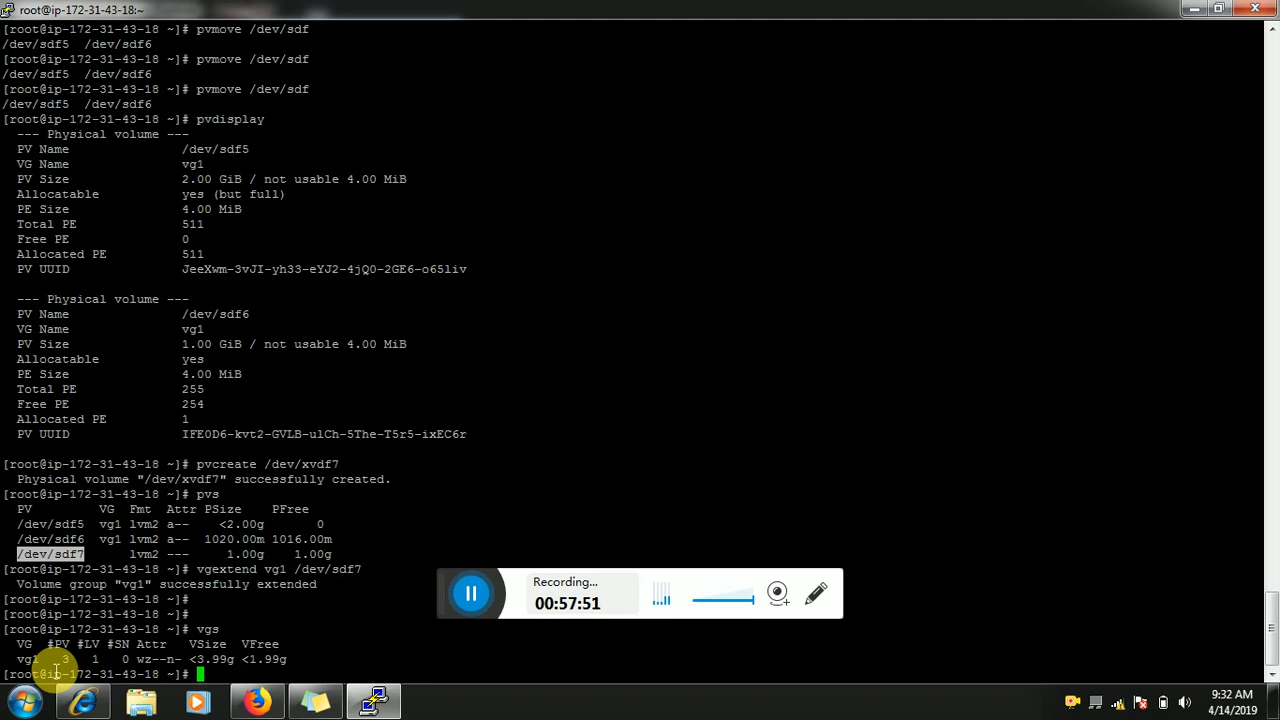 root@ip-172-31-43-18:~
[root@ip-172-31-43-18 ~]# pvmove /dev/sdf
/dev/sdf5  /dev/sdf6
[root@ip-172-31-43-18 ~]# pvmove /dev/sdf
/dev/sdf5  /dev/sdf6
[root@ip-172-31-43-18 ~]# pvmove /dev/sdf
/dev/sdf5  /dev/sdf6
[root@ip-172-31-43-18 ~]# pvdisplay
  --- Physical volume ---
  PV Name               /dev/sdf5
  VG Name               vg1
  PV Size               2.00 GiB / not usable 4.00 MiB
  Allocatable           yes (but full)
  PE Size               4.00 MiB
  Total PE              511
  Free PE               0
  Allocated PE          511
  PV UUID               JeeXwm-3vJI-yh33-eYJ2-4jQ0-2GE6-o65liv
  --- Physical volume ---
  PV Name               /dev/sdf6
  VG Name               vg1
  PV Size               1.00 GiB / not usable 4.00 MiB
  Allocatable           yes
  PE Size               4.00 MiB
  Total PE              255
  Free PE               254
  Allocated PE          1
  PV UUID               IFE0D6-kvt2-GVLB-ulCh-5The-T5r5-ixEC6r
[root@ip-172-31-43-18 ~]# pvcreate /dev/xvdf7
  Physical volume "/dev/xvdf7" successfully created.
[root@ip-172-31-43-18 ~]# pvs
  PV         VG  Fmt  Attr PSize    PFree
  /dev/sdf5  vg1 lvm2 a--    <2.00g       0
  /dev/sdf6  vg1 lvm2 a--  1020.00m 1016.00m
  /dev/sdf7      lvm2 ---     1.00g    1.00g
[root@ip-172-31-43-18 ~]# vgextend vg1 /dev/sdf7
  Volume group "vg1" successfully extended
[root@ip-172-31-43-18 ~]#
[root@ip-172-31-43-18 ~]#
[root@ip-172-31-43-18 ~]# vgs
  VG  #PV #LV #SN Attr   VSize  VFree
  vg1   3   1   0 wz--n- <3.99g <1.99g
[root@ip-172-31-43-18 ~]#
Recording...
00:57:51
9:32 AM
4/14/2019